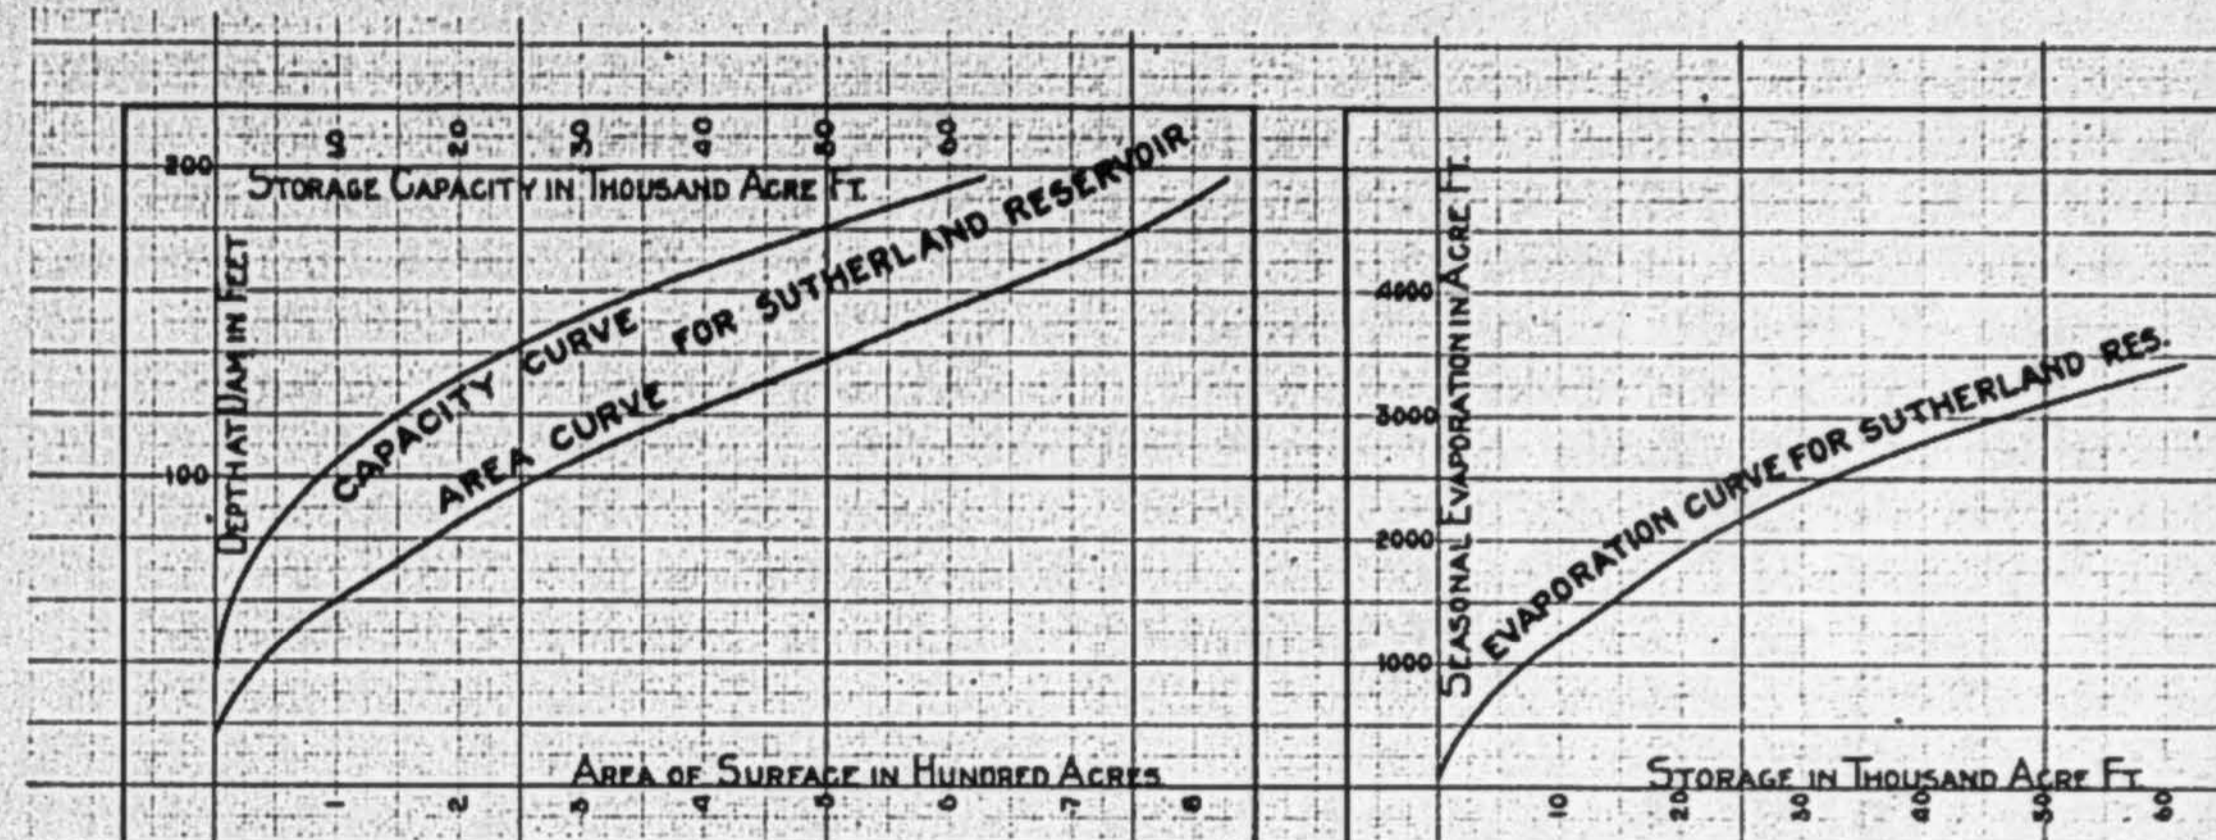 10 20 30 40 50 60
200
STORAGE CAPACITY IN THOUSAND ACRE FT.
DEPTH AT DAM IN FEET
CAPACITY CURVE
AREA CURVE
FOR SUTHERLAND RESERVOIR
100
AREA OF SURFACE IN HUNDRED ACRES
1 2 3 4 5 6 7 8
SEASONAL EVAPORATION IN ACRE FT.
4000
3000
2000
1000
EVAPORATION CURVE FOR SUTHERLAND RES.
STORAGE IN THOUSAND ACRE FT.
10 20 30 40 50 60